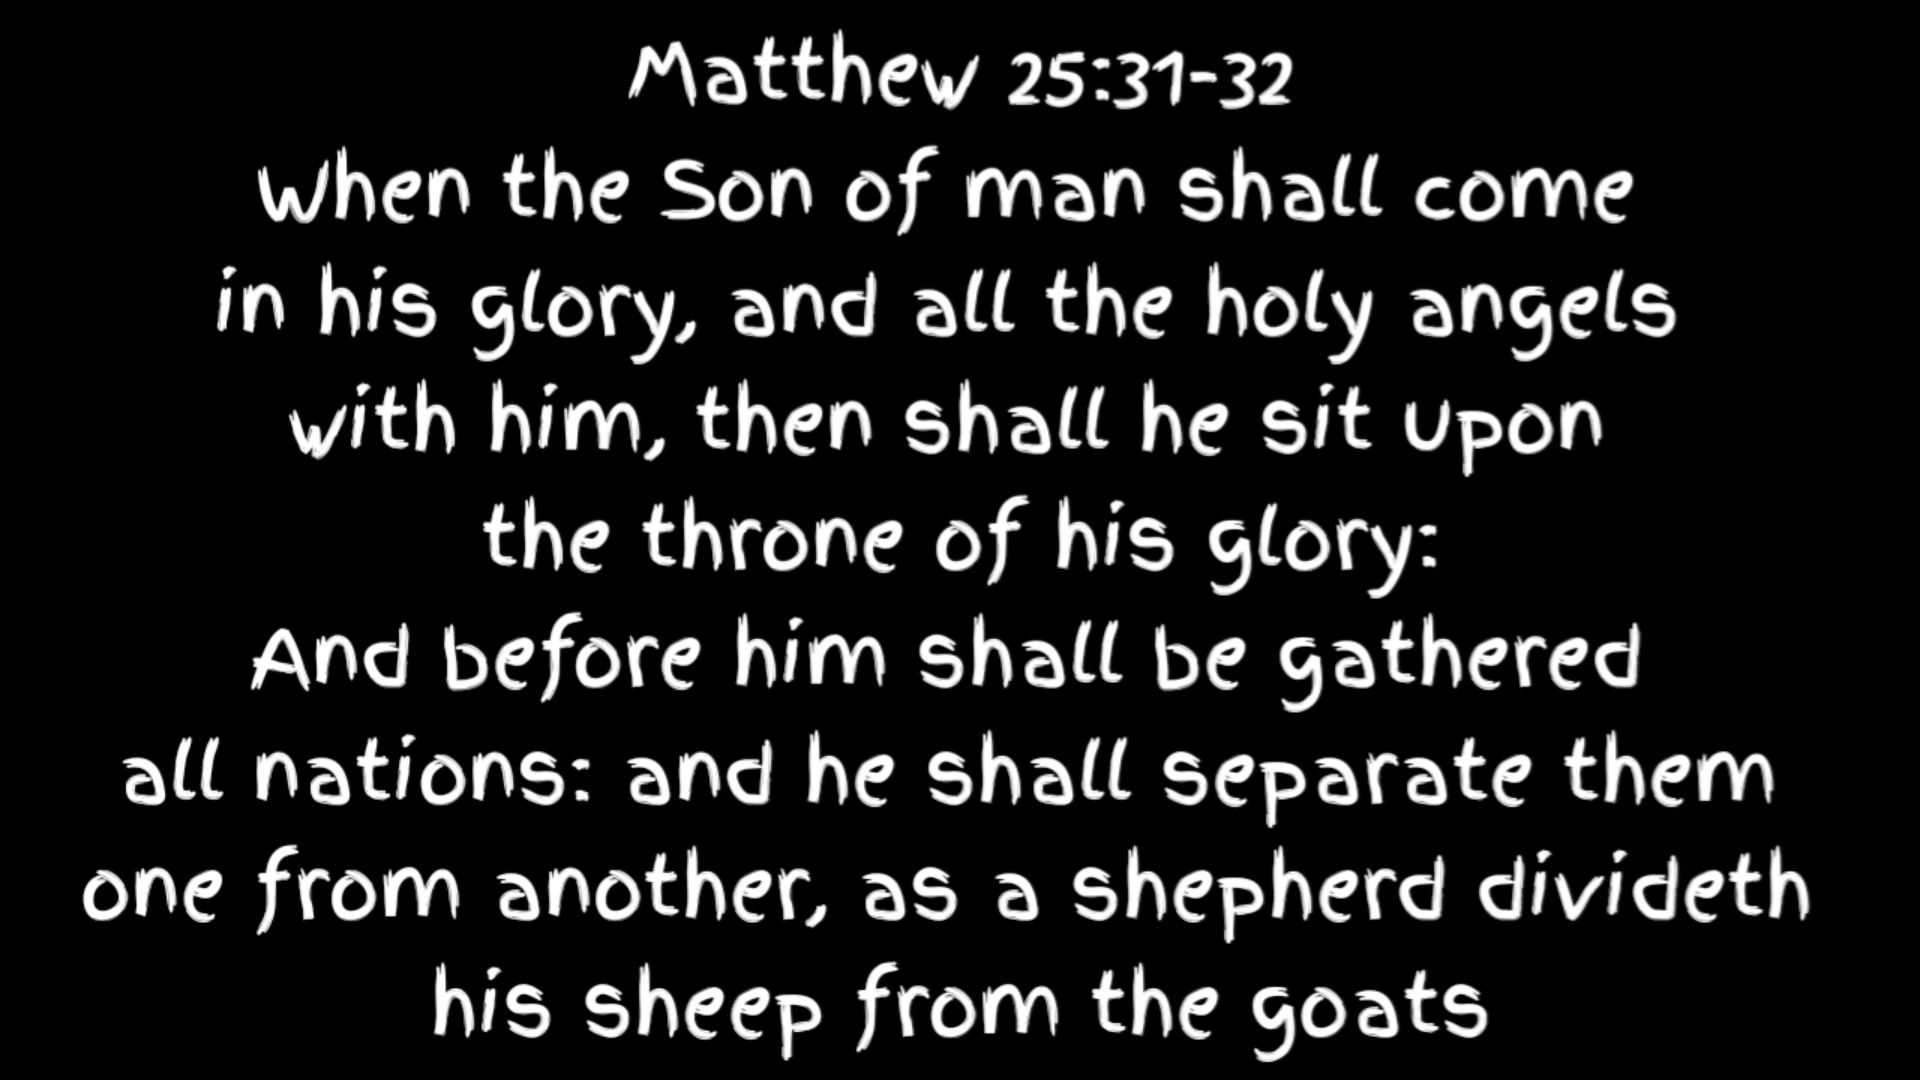 Matthew 25:31-32
When the Son of man shall come
in his glory, and all the holy angels
with him, then shall he sit upon
the throne of his glory:
And before him shall be gathered
all nations: and he shall separate them
one from another, as a shepherd divideth
his sheep from the goats